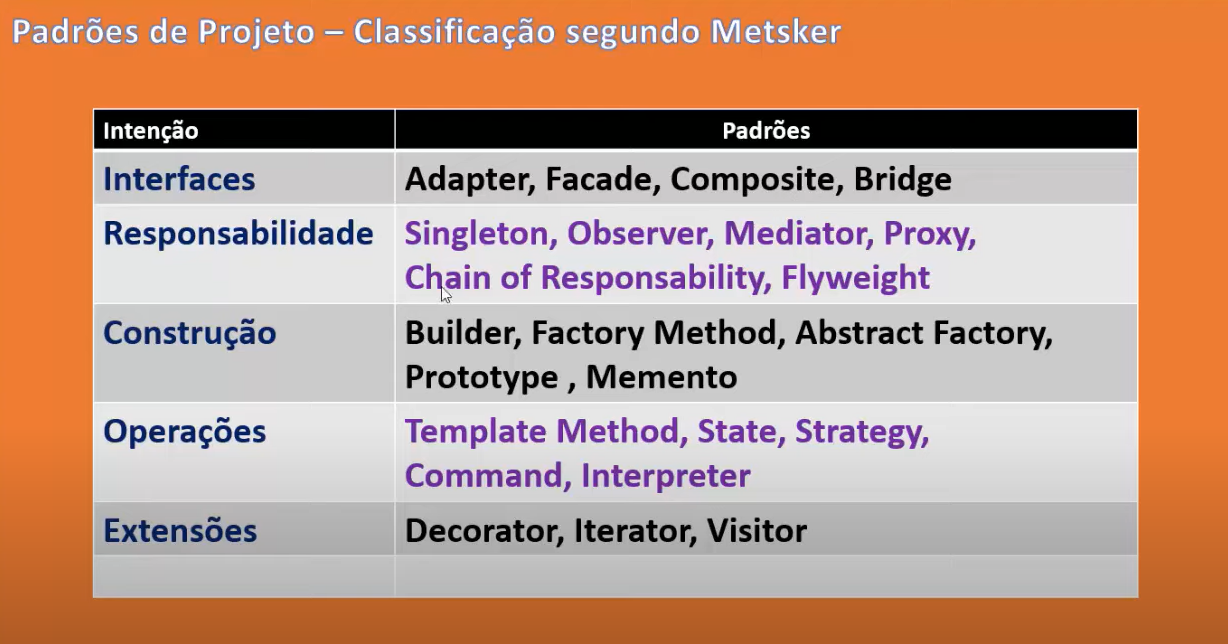 Padrões de Projeto – Classificação segundo Metsker
Intenção Padrões
Interfaces Adapter, Facade, Composite, Bridge
Responsabilidade Singleton, Observer, Mediator, Proxy,
Chain of Responsability, Flyweight
Construção Builder, Factory Method, Abstract Factory,
Prototype , Memento
Operações Template Method, State, Strategy,
Command, Interpreter
Extensões Decorator, Iterator, Visitor